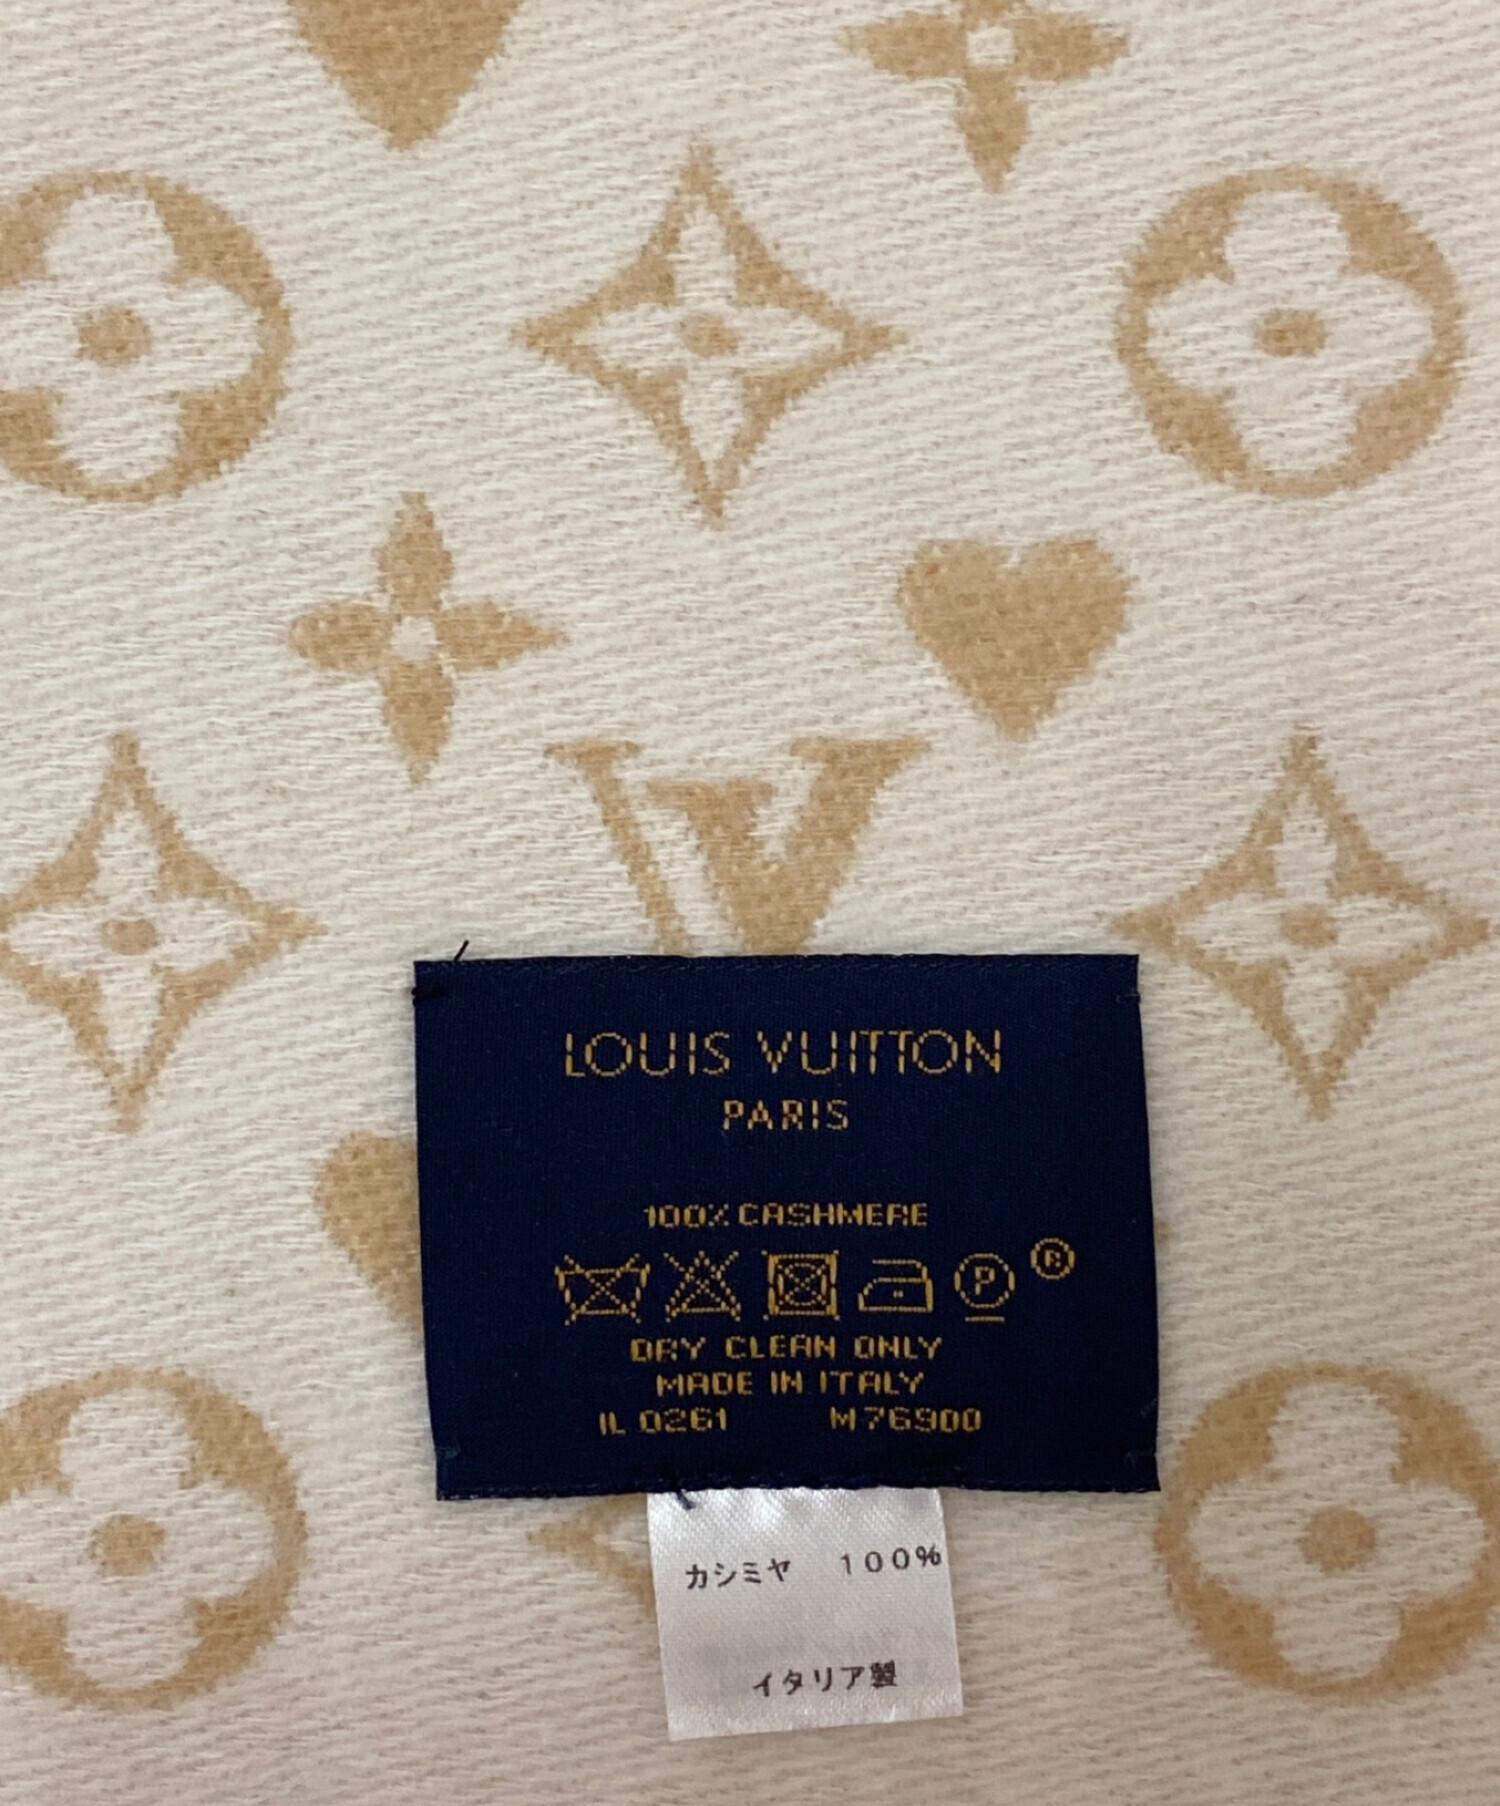 LOUIS VUITTON
PARIS
100% CASHMERE
P ®
DRY CLEAN ONLY
MADE IN ITALY
IL 0261 M76900
カシミヤ 100%
イタリア製